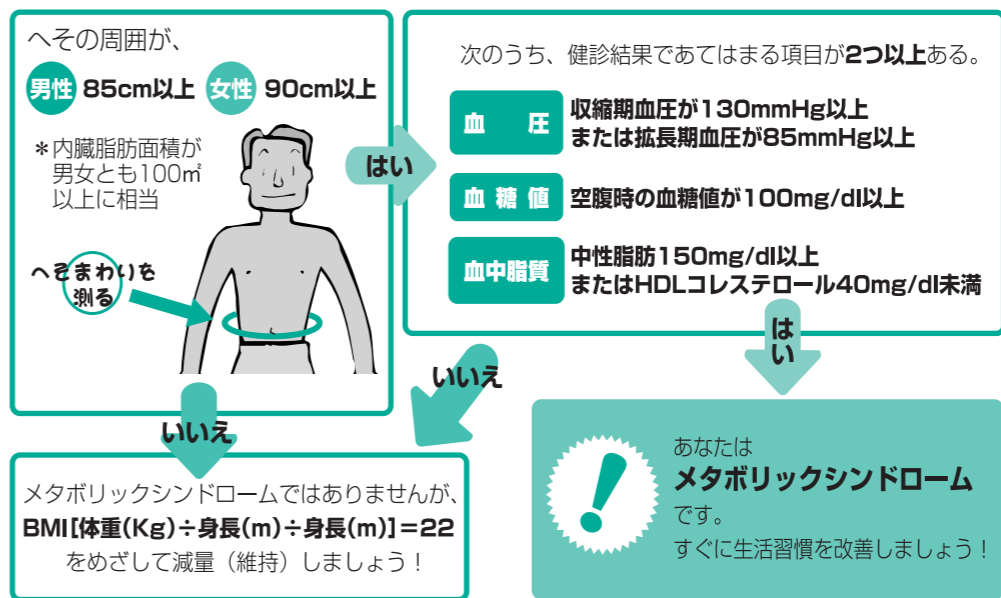 へその周囲が、
男性 85cm以上 女性 90cm以上
＊内臓脂肪面積が
男女とも100㎡
以上に相当
へそまわりを
測る
はい
次のうち、健診結果であてはまる項目が2つ以上ある。
血圧 収縮期血圧が130mmHg以上
または拡長期血圧が85mmHg以上
血糖値 空腹時の血糖値が100mg/dl以上
血中脂質 中性脂肪150mg/dl以上
またはHDLコレステロール40mg/dl未満
はい
いいえ
いいえ
メタボリックシンドロームではありませんが、
BMI[体重(Kg)÷身長(m)÷身長(m)]=22
をめざして減量（維持）しましょう！
!
あなたは
メタボリックシンドローム
です。
すぐに生活習慣を改善しましょう！